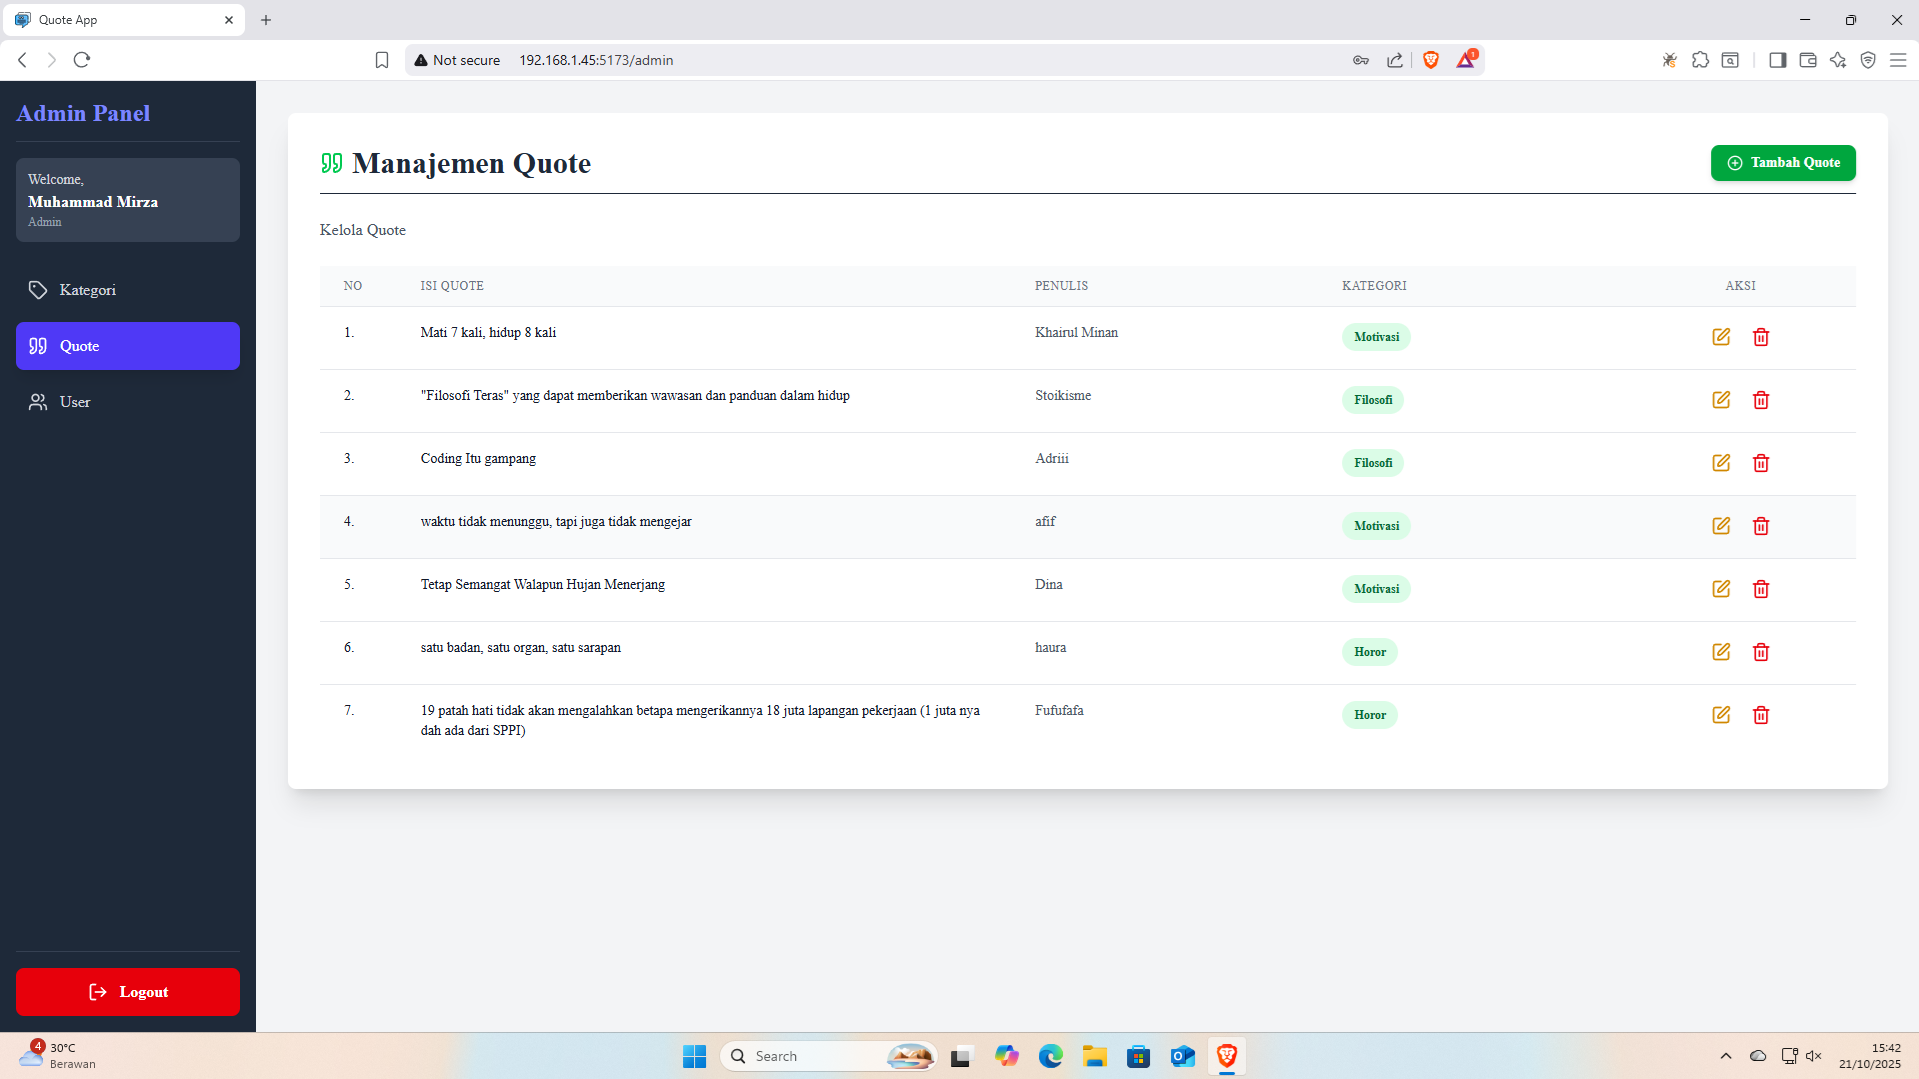 Quote App
Not secure
192.168.1.45:5173/admin
1
Admin Panel
Welcome,
Muhammad Mirza
Admin
Kategori
Quote
User
Logout
Manajemen Quote
Tambah Quote
Kelola Quote
NO ISI QUOTE PENULIS KATEGORI AKSI
1. Mati 7 kali, hidup 8 kali Khairul Minan Motivasi
2. "Filosofi Teras" yang dapat memberikan wawasan dan panduan dalam hidup Stoikisme Filosofi
3. Coding Itu gampang Adriii Filosofi
4. waktu tidak menunggu, tapi juga tidak mengejar afif Motivasi
5. Tetap Semangat Walapun Hujan Menerjang Dina Motivasi
6. satu badan, satu organ, satu sarapan haura Horor
7. 19 patah hati tidak akan mengalahkan betapa mengerikannya 18 juta lapangan pekerjaan (1 juta nya Fufufafa Horor
dah ada dari SPPI)
4
30°C
Berawan
Search
15:42
21/10/2025